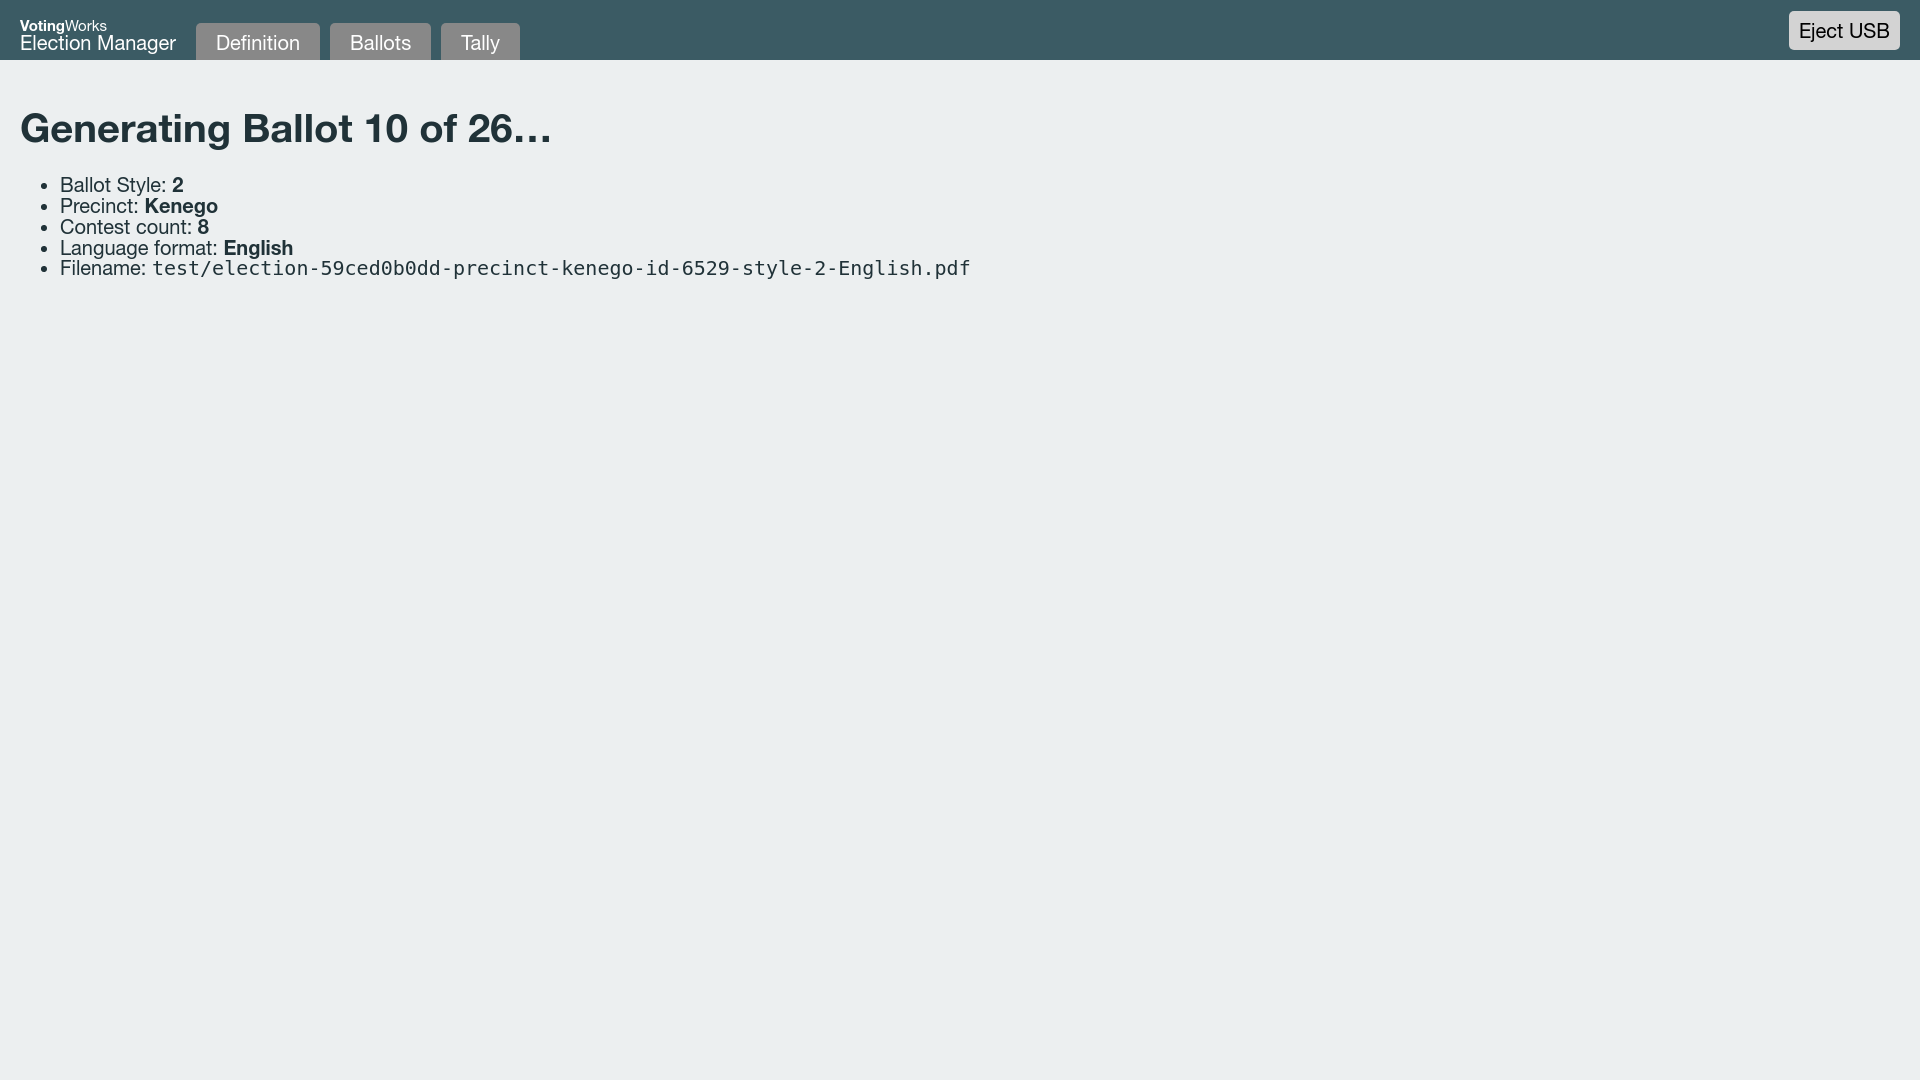 VotingWorks
Election Manager
Definition
Ballots
Tally
Eject USB
Generating Ballot 10 of 26…
• Ballot Style: 2
• Precinct: Kenego
• Contest count: 8
• Language format: English
• Filename: test/election-59ced0b0dd-precinct-kenego-id-6529-style-2-English.pdf